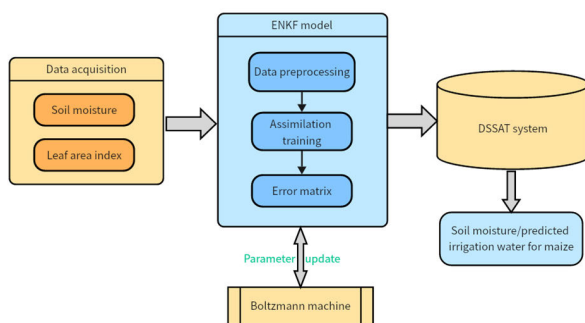 ENKF model
Data acquisition
Soil moisture
Leaf area index
Data preprocessing
Assimilation
training
Error matrix
DSSAT system
Soil moisture/predicted
irrigation water for maize
Parameter update
Boltzmann machine